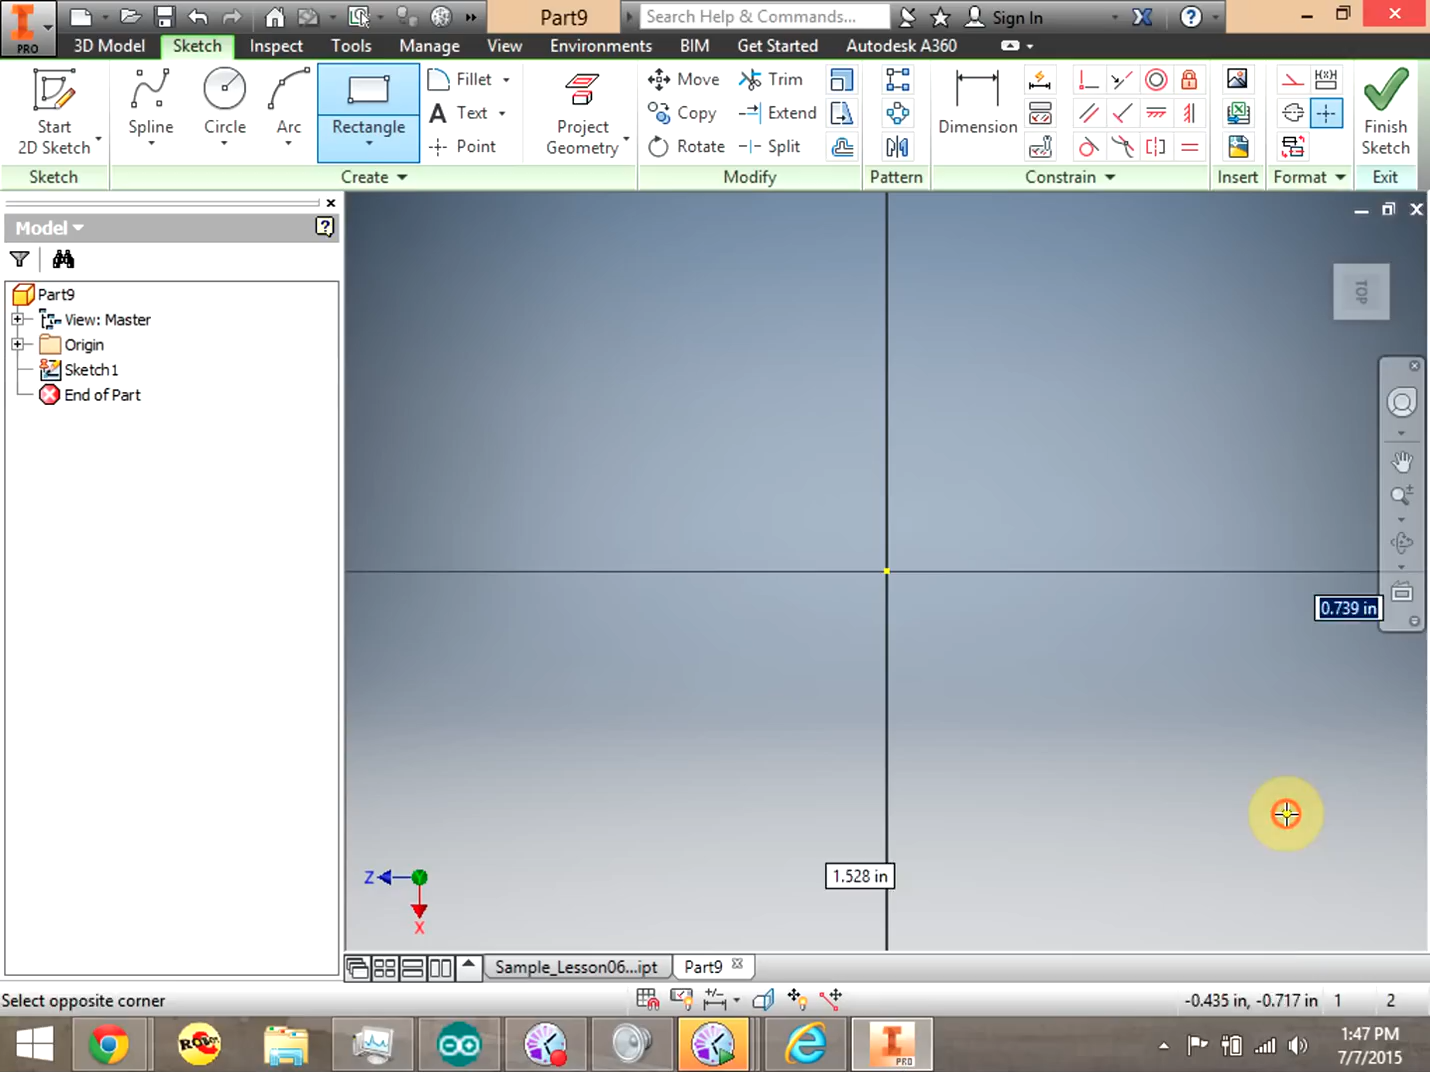 PRO
Part9
Search Help & Commands...
Sign In
3D Model Sketch Inspect Tools Manage View Environments BIM Get Started Autodesk A360
Start
2D Sketch
Spline
Circle
Arc
Rectangle
Fillet
Text
Point
Project
Geometry
Move
Copy
Rotate
Trim
Extend
Split
Dimension
Finish
Sketch
Sketch Create Modify Pattern Constrain Insert Format Exit
Model
Part9
View: Master
Origin
Sketch1
End of Part
TOP
0.739 in
1.528 in
Z
X
Sample_Lesson06...ipt Part9
Select opposite corner
-0.435 in, -0.717 in 1 2
PRO
1:47 PM
7/7/2015